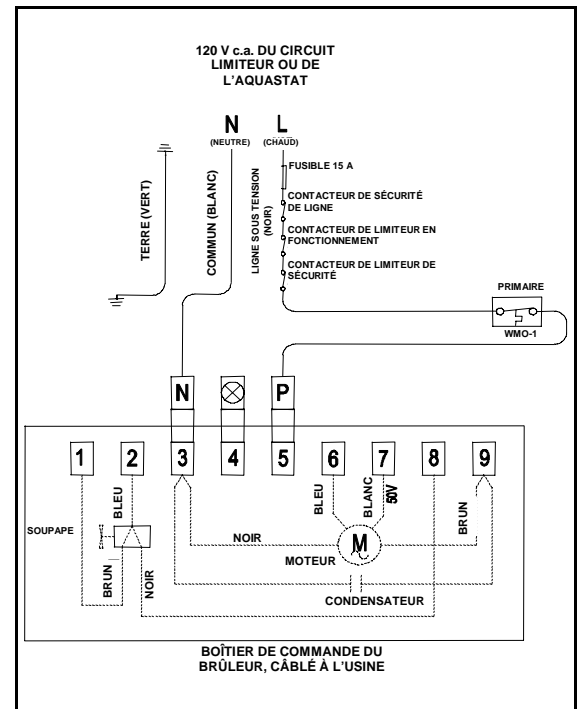 120 V c.a. DU CIRCUIT
LIMITEUR OU DE
L'AQUASTAT
N
(NEUTRE)
L
(CHAUD)
FUSIBLE 15 A
CONTACTEUR DE SÉCURITÉ
DE LIGNE
CONTACTEUR DE LIMITEUR EN
FONCTIONNEMENT
CONTACTEUR DE LIMITEUR DE
SÉCURITÉ
TERRE (VERT)
COMMUN (BLANC)
LIGNE SOUS TENSION
(NOIR)
PRIMAIRE
WMO-1
N
P
1
2
3
4
5
6
7
8
9
BLEU
BLEU
BLANC
50V
BRUN
SOUPAPE
NOIR
M
MOTEUR
BRUN
NOIR
CONDENSATEUR
BOÎTIER DE COMMANDE DU
BRÛLEUR, CÂBLÉ À L'USINE